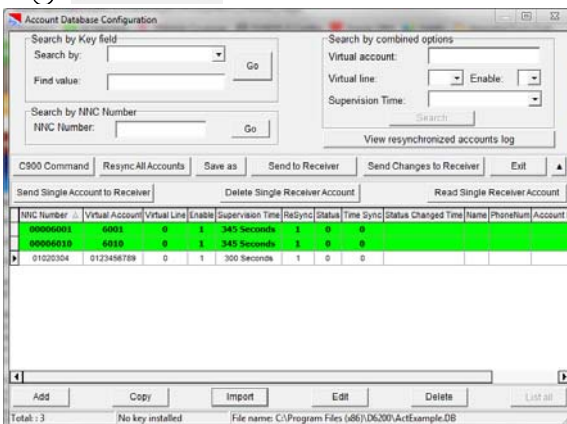 Account Database Configuration
Search by Key field
Search by:
Go
Find value:
Search by NNC Number
NNC Number:
Go
Search by combined options
Virtual account:
Virtual line:
Enable:
Supervision Time:
Search
View resynchronized accounts log
C900 Command
Resync All Accounts
Save as
Send to Receiver
Send Changes to Receiver
Exit
Send Single Account to Receiver
Delete Single Receiver Account
Read Single Receiver Account
NNC Number Virtual Account Virtual Line Enable Supervision Time ReSync Status Time Sync Status Changed Time Name PhoneNum Account
00006001 6001 0 1 345 Seconds 1 0 0
00006010 6010 0 1 345 Seconds 1 0 0
01020304 0123456789 0 1 300 Seconds 1 0 0
Add
Copy
Import
Edit
Delete
List all
Total: : 3
No key installed
File name: C:\Program Files (x86)\D6200\ActExample.DB